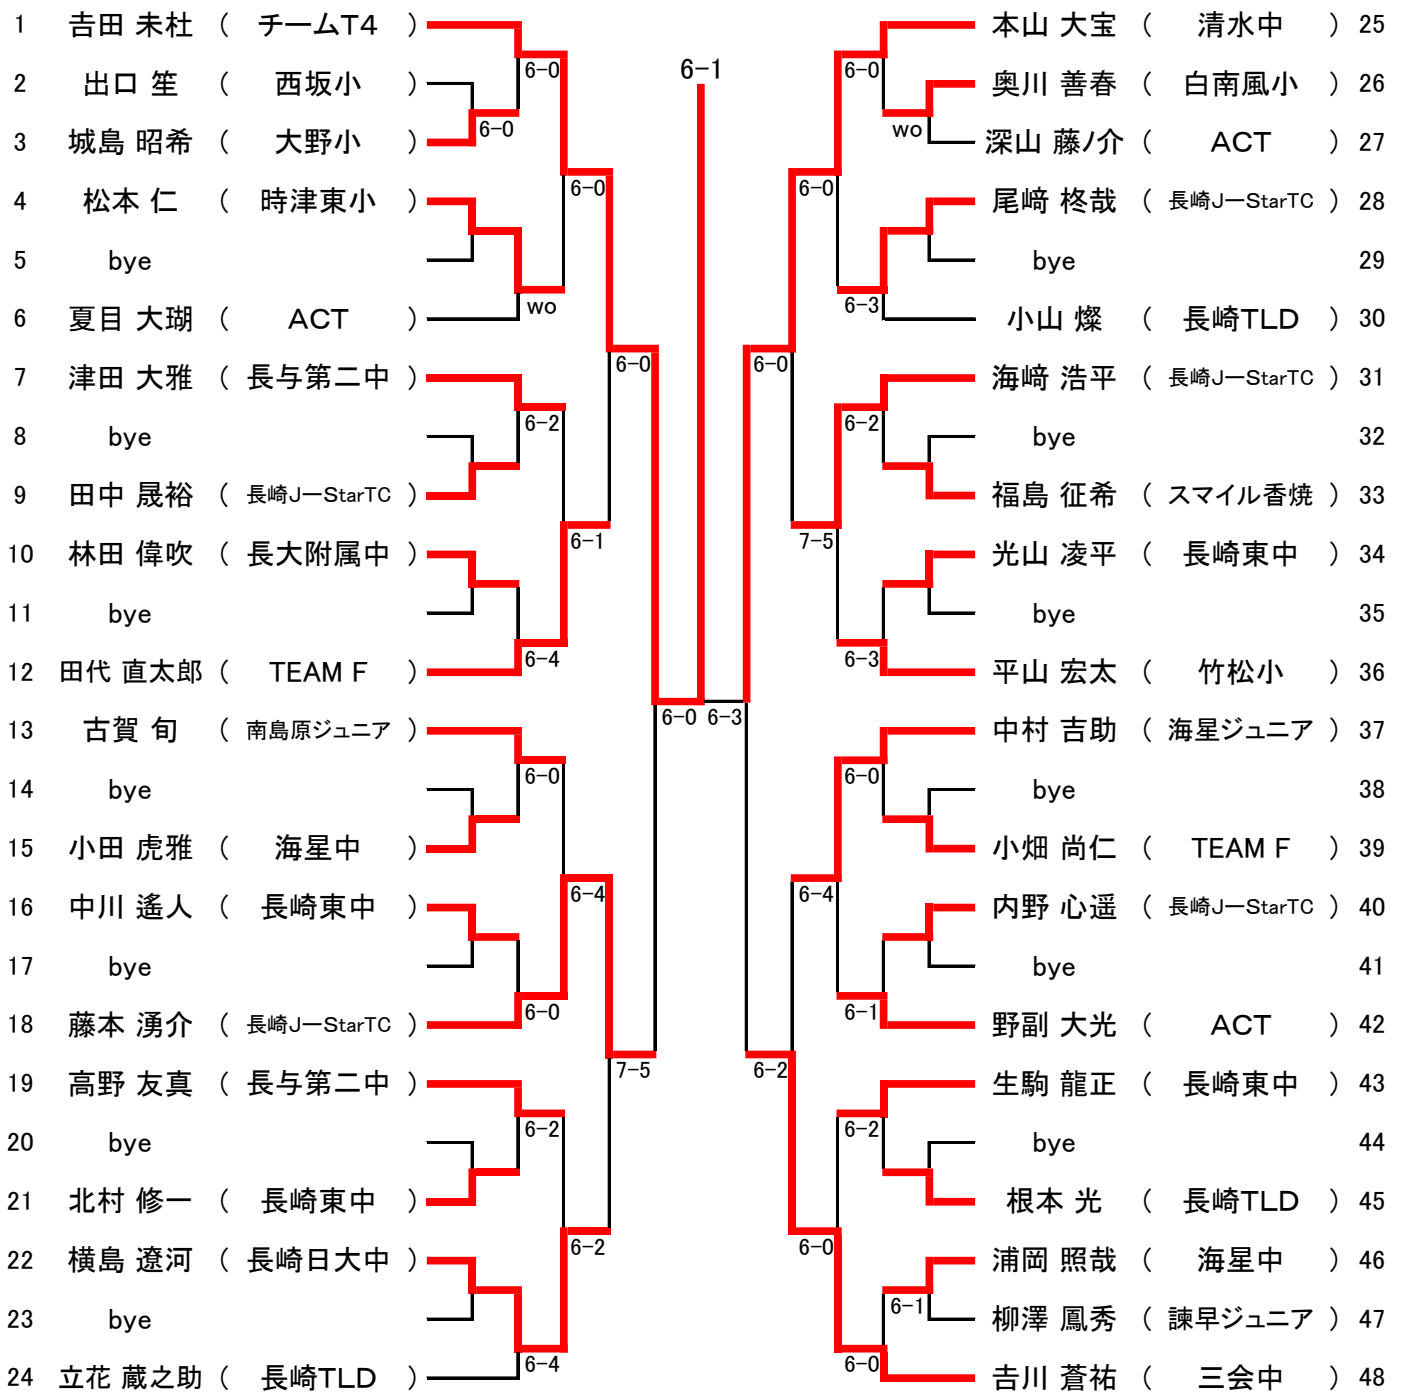 6-1
1 吉田 未杜 ( チームT4 )
6-0
2 出口 笙 ( 西坂小 )
6-0
3 城島 昭希 ( 大野小 )
6-0
4 松本 仁 ( 時津東小 )
5 bye
wo
6 夏目 大瑚 ( ACT )
6-0
7 津田 大雅 ( 長与第二中 )
6-2
8 bye
9 田中 晟裕 ( 長崎J-StarTC )
6-1
10 林田 偉吹 ( 長大附属中 )
11 bye
6-4
12 田代 直太郎 ( TEAM F )
6-0
13 古賀 旬 ( 南島原ジュニア )
6-0
14 bye
15 小田 虎雅 ( 海星中 )
6-4
16 中川 遙人 ( 長崎東中 )
17 bye
6-0
18 藤本 湧介 ( 長崎J-StarTC )
7-5
19 高野 友真 ( 長与第二中 )
6-2
20 bye
21 北村 修一 ( 長崎東中 )
6-2
22 横島 遼河 ( 長崎日大中 )
23 bye
6-4
24 立花 蔵之助 ( 長崎TLD )
本山 大宝 ( 清水中 ) 25
6-0
奥川 善春 ( 白南風小 ) 26
wo
深山 藤ノ介 ( ACT ) 27
6-0
尾﨑 柊哉 ( 長崎J-StarTC ) 28
bye 29
6-3
小山 燦 ( 長崎TLD ) 30
6-0
海﨑 浩平 ( 長崎J-StarTC ) 31
6-2
bye 32
福島 征希 ( スマイル香焼 ) 33
7-5
光山 凌平 ( 長崎東中 ) 34
bye 35
6-3
平山 宏太 ( 竹松小 ) 36
6-3
中村 吉助 ( 海星ジュニア ) 37
6-0
bye 38
小畑 尚仁 ( TEAM F ) 39
6-4
内野 心遥 ( 長崎J-StarTC ) 40
bye 41
6-1
野副 大光 ( ACT ) 42
6-2
生駒 龍正 ( 長崎東中 ) 43
6-2
bye 44
根本 光 ( 長崎TLD ) 45
6-0
浦岡 照哉 ( 海星中 ) 46
6-1
柳澤 鳳秀 ( 諫早ジュニア ) 47
6-0
吉川 蒼祐 ( 三会中 ) 48